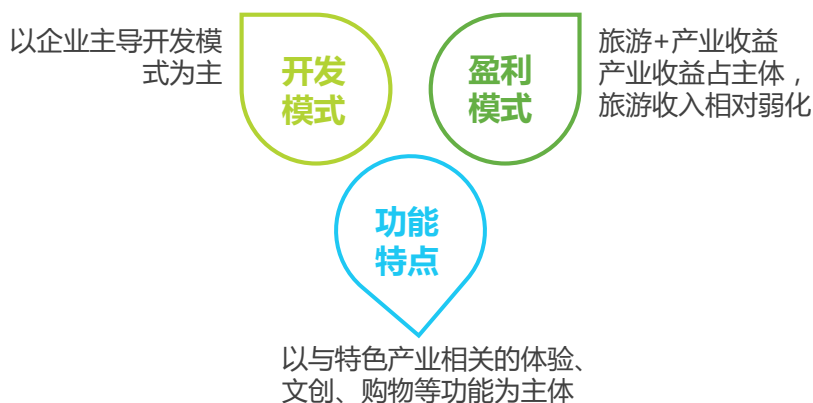 以企业主导开发模
式为主
开发
模式
盈利
模式
旅游+产业收益
产业收益占主体，
旅游收入相对弱化
功能
特点
以与特色产业相关的体验、
文创、购物等功能为主体